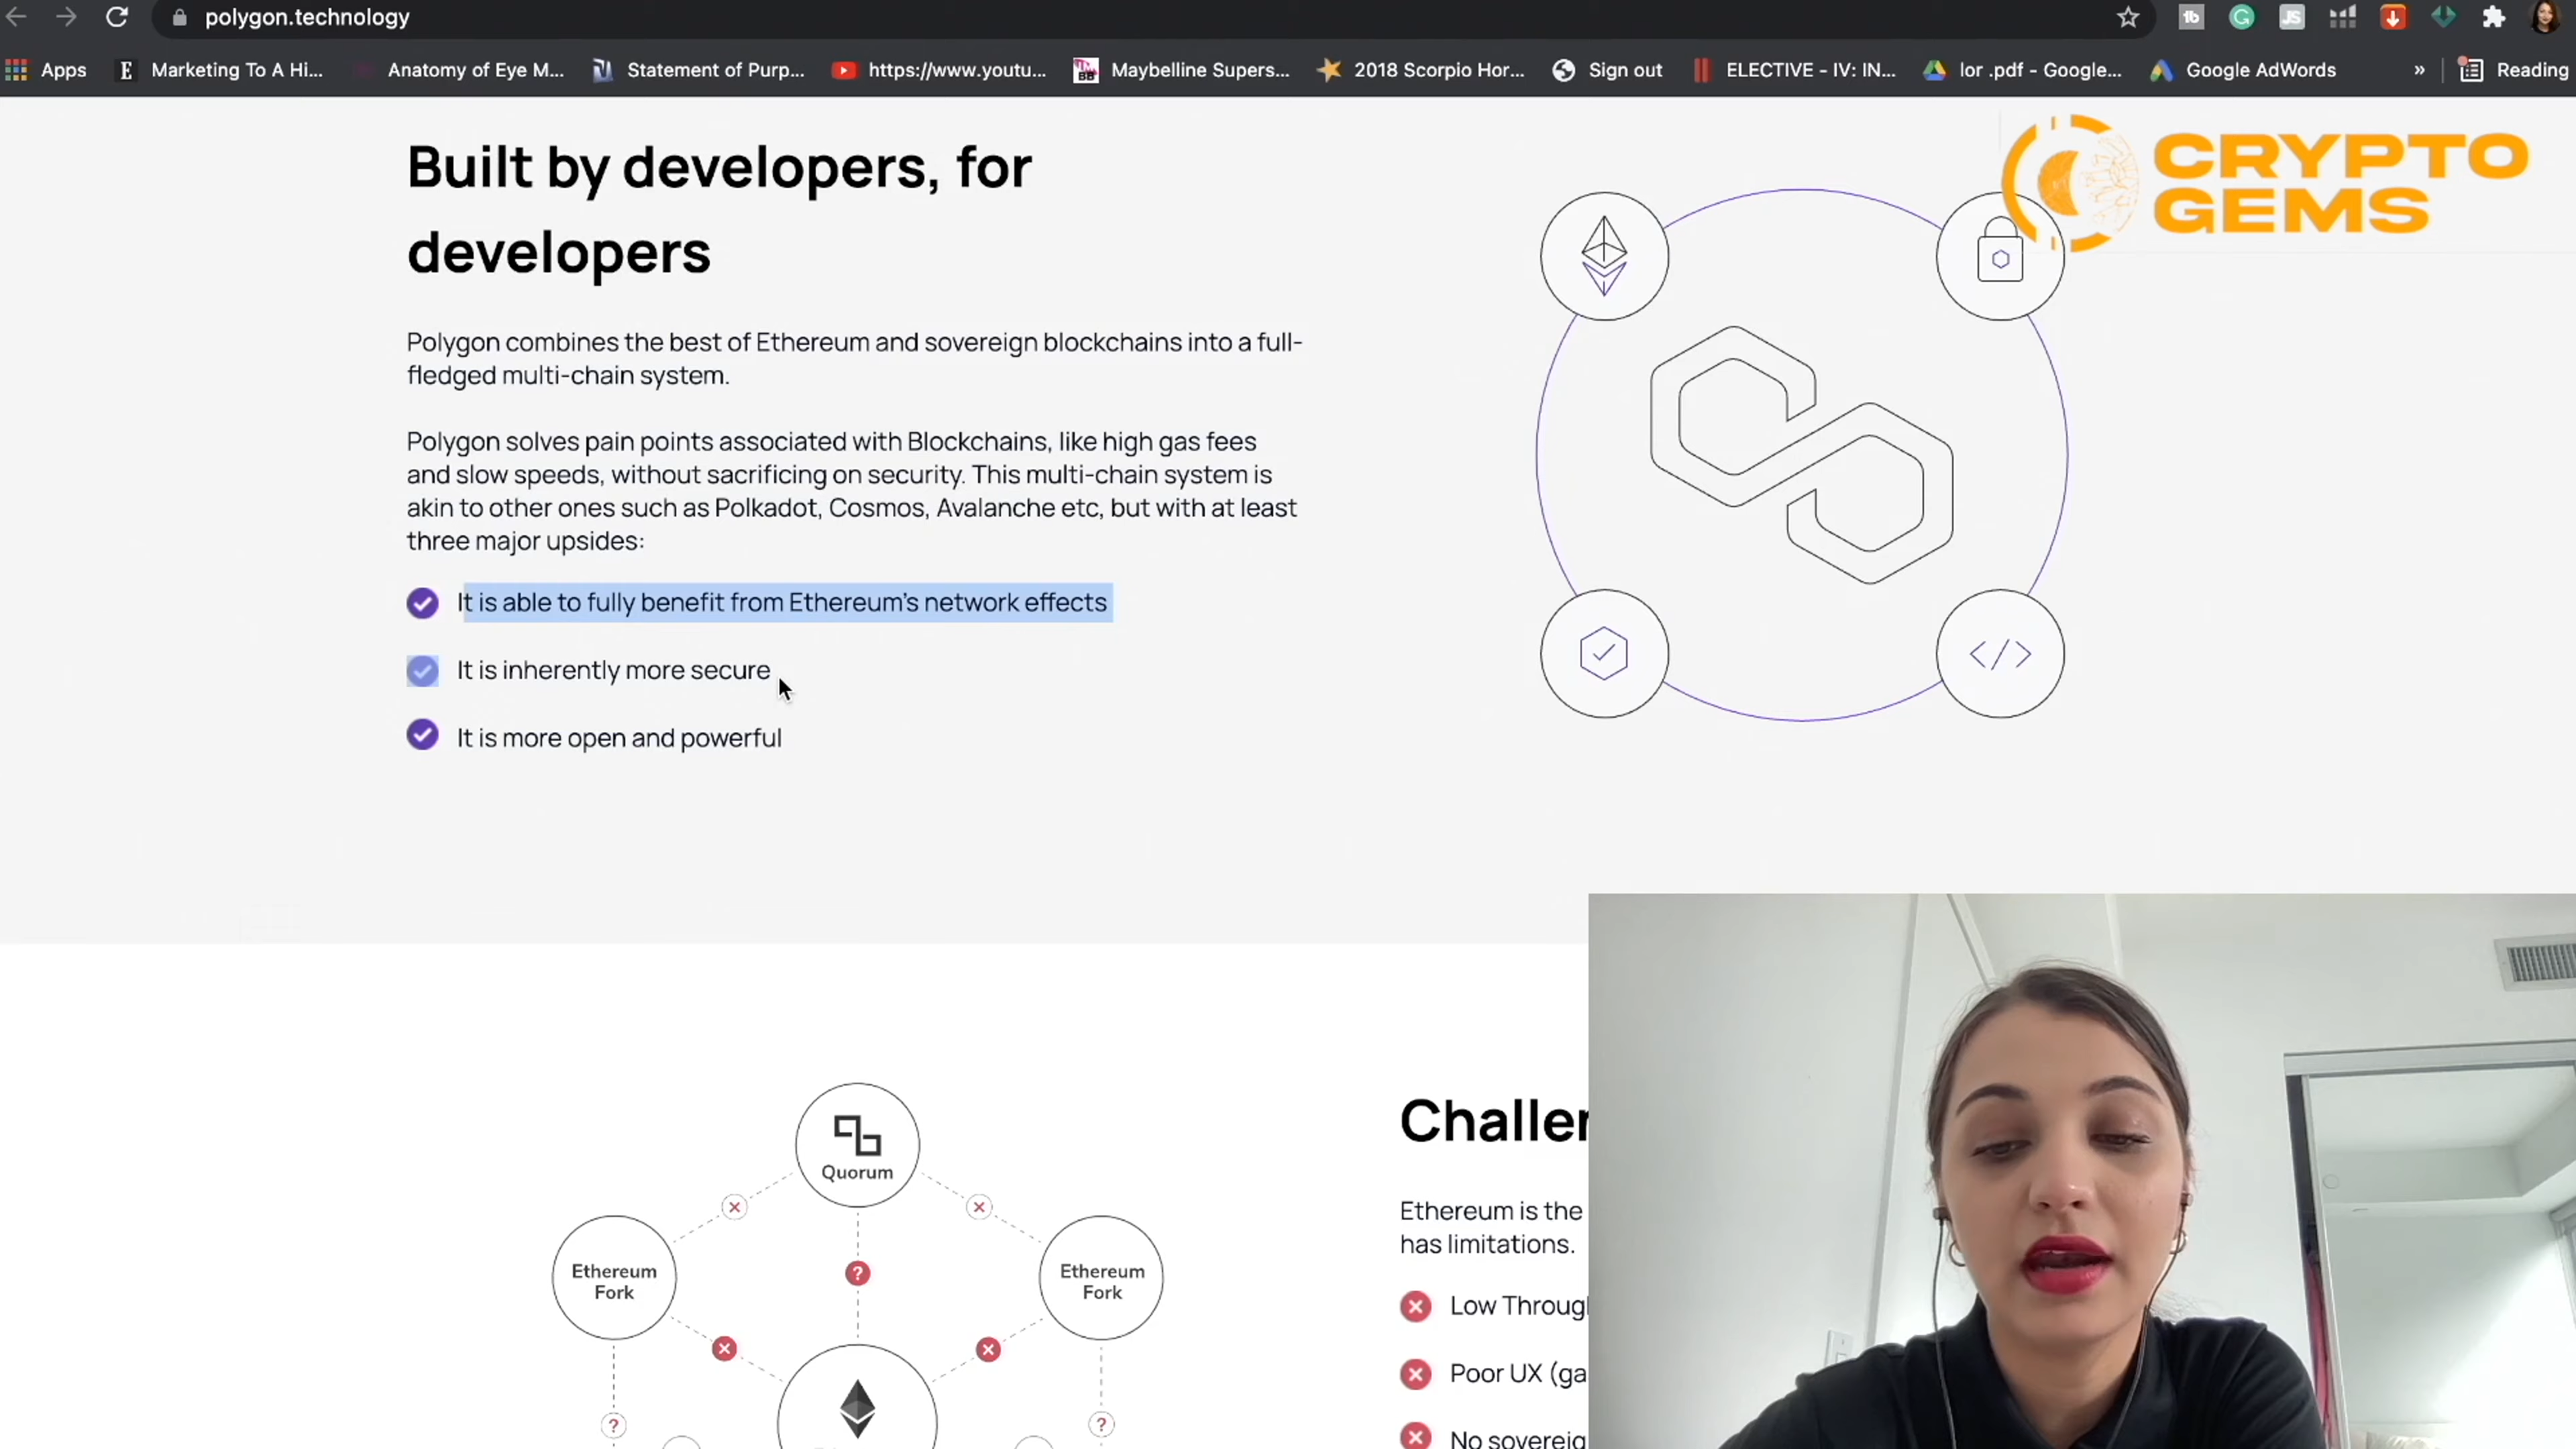 polygon.technology
Apps
Marketing To A Hi...
Anatomy of Eye M...
Statement of Purp...
https://www.youtu...
Maybelline Supers...
2018 Scorpio Hor...
Sign out
ELECTIVE - IV: IN...
lor .pdf - Google...
Google AdWords
»
Reading
CRYPTO
GEMS
Built by developers, for
developers
Polygon combines the best of Ethereum and sovereign blockchains into a full-
fledged multi-chain system.
Polygon solves pain points associated with Blockchains, like high gas fees
and slow speeds, without sacrificing on security. This multi-chain system is
akin to other ones such as Polkadot, Cosmos, Avalanche etc, but with at least
three major upsides:
It is able to fully benefit from Ethereum's network effects
It is inherently more secure
It is more open and powerful
</>
Quorum
Ethereum
Fork
Ethereum
Fork
?
?
?
Challen
Ethereum is the
has limitations.
Low Throug
Poor UX (ga
No sovereig